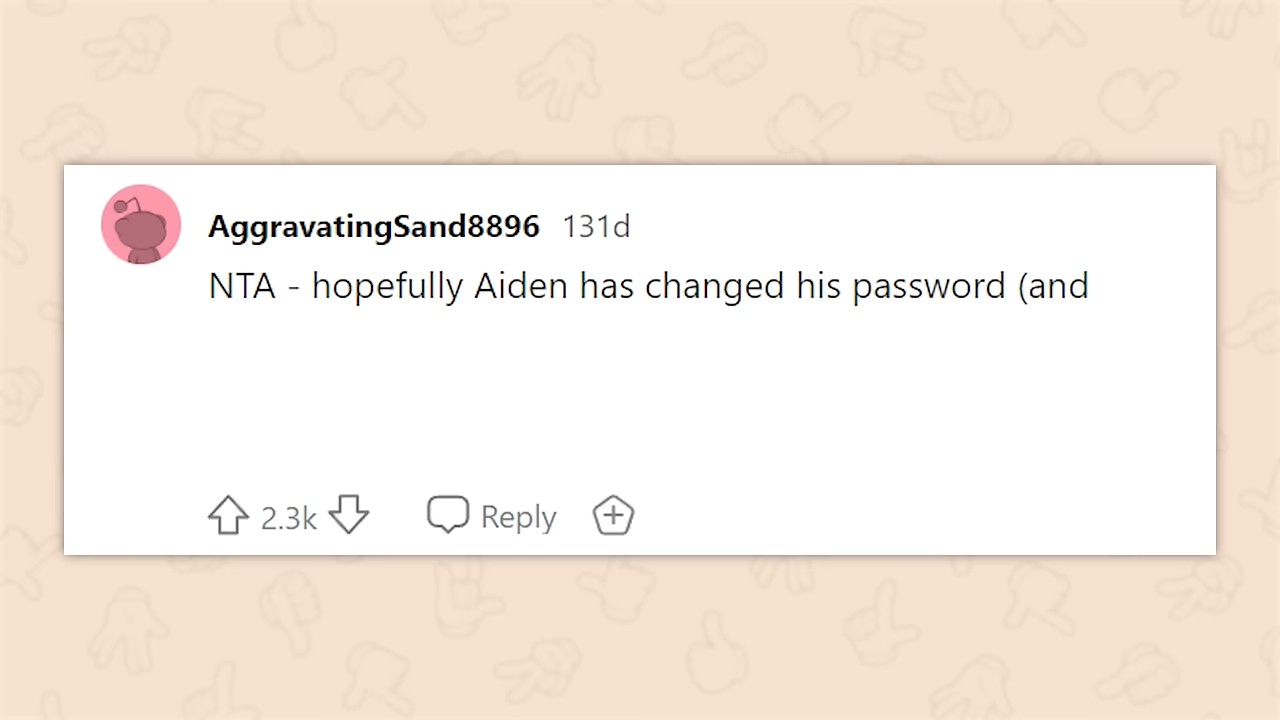 AggravatingSand8896 131d
NTA - hopefully Aiden has changed his password (and
2.3k Reply